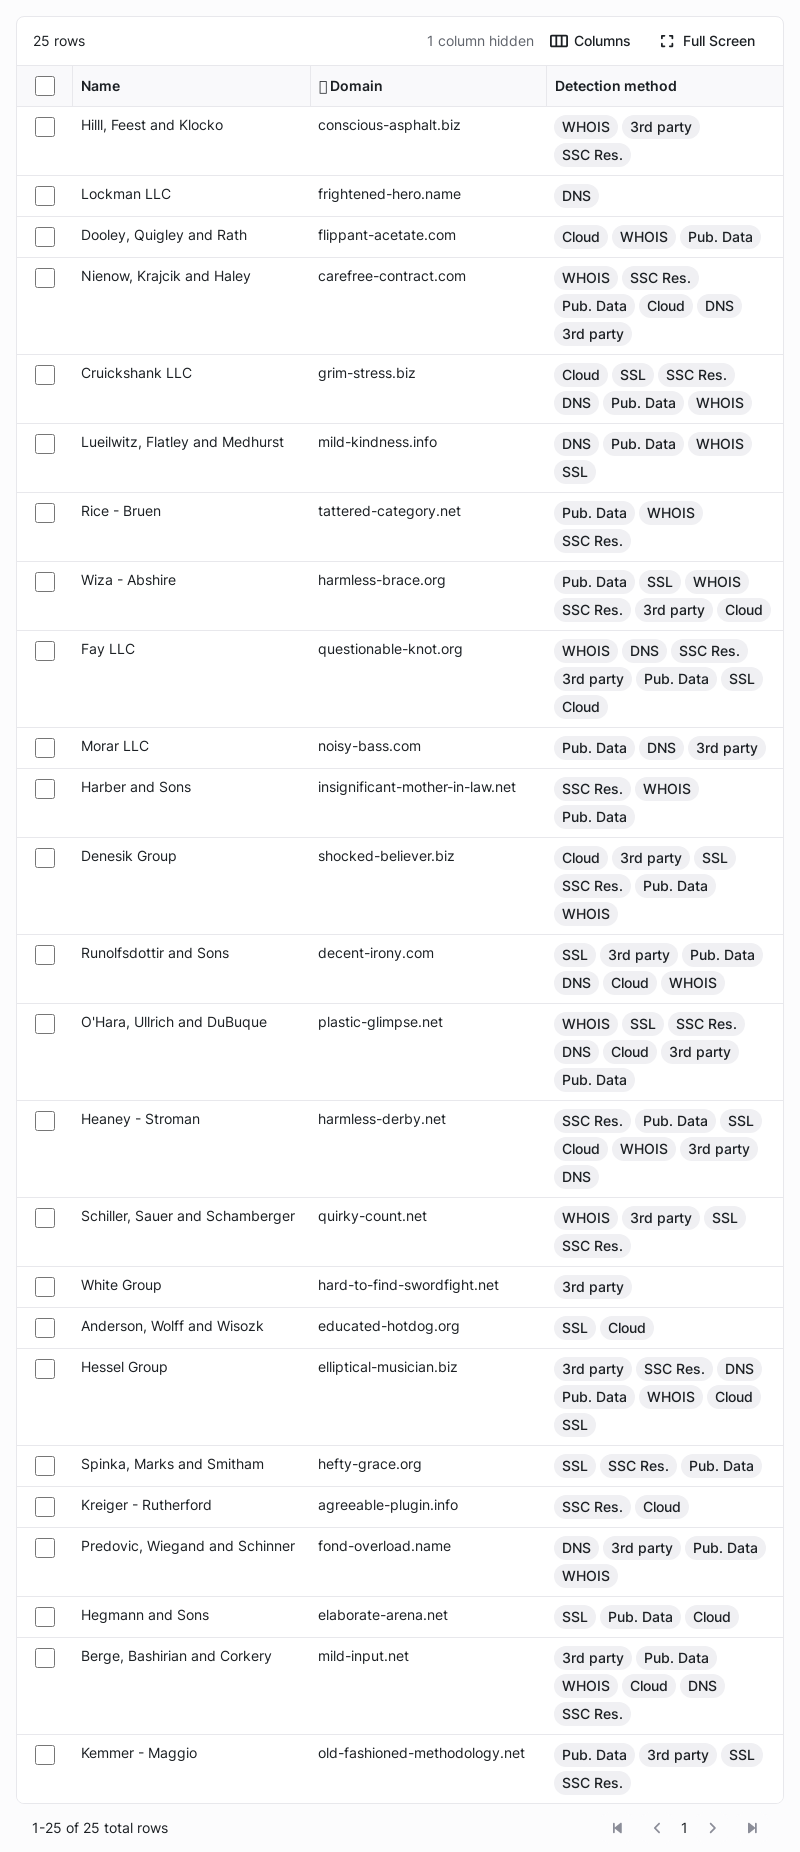 25 rows 1 column hidden Columns Full Screen
Name Domain Detection method
Hilll, Feest and Klocko conscious-asphalt.biz WHOIS 3rd party
SSC Res.
Lockman LLC frightened-hero.name DNS
Dooley, Quigley and Rath flippant-acetate.com Cloud WHOIS Pub. Data
Nienow, Krajcik and Haley carefree-contract.com WHOIS SSC Res.
Pub. Data Cloud DNS
3rd party
Cruickshank LLC grim-stress.biz Cloud SSL SSC Res.
DNS Pub. Data WHOIS
Lueilwitz, Flatley and Medhurst mild-kindness.info DNS Pub. Data WHOIS
SSL
Rice - Bruen tattered-category.net Pub. Data WHOIS
SSC Res.
Wiza - Abshire harmless-brace.org Pub. Data SSL WHOIS
SSC Res. 3rd party Cloud
Fay LLC questionable-knot.org WHOIS DNS SSC Res.
3rd party Pub. Data SSL
Cloud
Morar LLC noisy-bass.com Pub. Data DNS 3rd party
Harber and Sons insignificant-mother-in-law.net SSC Res. WHOIS
Pub. Data
Denesik Group shocked-believer.biz Cloud 3rd party SSL
SSC Res. Pub. Data
WHOIS
Runolfsdottir and Sons decent-irony.com SSL 3rd party Pub. Data
DNS Cloud WHOIS
O'Hara, Ullrich and DuBuque plastic-glimpse.net WHOIS SSL SSC Res.
DNS Cloud 3rd party
Pub. Data
Heaney - Stroman harmless-derby.net SSC Res. Pub. Data SSL
Cloud WHOIS 3rd party
DNS
Schiller, Sauer and Schamberger quirky-count.net WHOIS 3rd party SSL
SSC Res.
White Group hard-to-find-swordfight.net 3rd party
Anderson, Wolff and Wisozk educated-hotdog.org SSL Cloud
Hessel Group elliptical-musician.biz 3rd party SSC Res. DNS
Pub. Data WHOIS Cloud
SSL
Spinka, Marks and Smitham hefty-grace.org SSL SSC Res. Pub. Data
Kreiger - Rutherford agreeable-plugin.info SSC Res. Cloud
Predovic, Wiegand and Schinner fond-overload.name DNS 3rd party Pub. Data
WHOIS
Hegmann and Sons elaborate-arena.net SSL Pub. Data Cloud
Berge, Bashirian and Corkery mild-input.net 3rd party Pub. Data
WHOIS Cloud DNS
SSC Res.
Kemmer - Maggio old-fashioned-methodology.net Pub. Data 3rd party SSL
SSC Res.
1-25 of 25 total rows 1